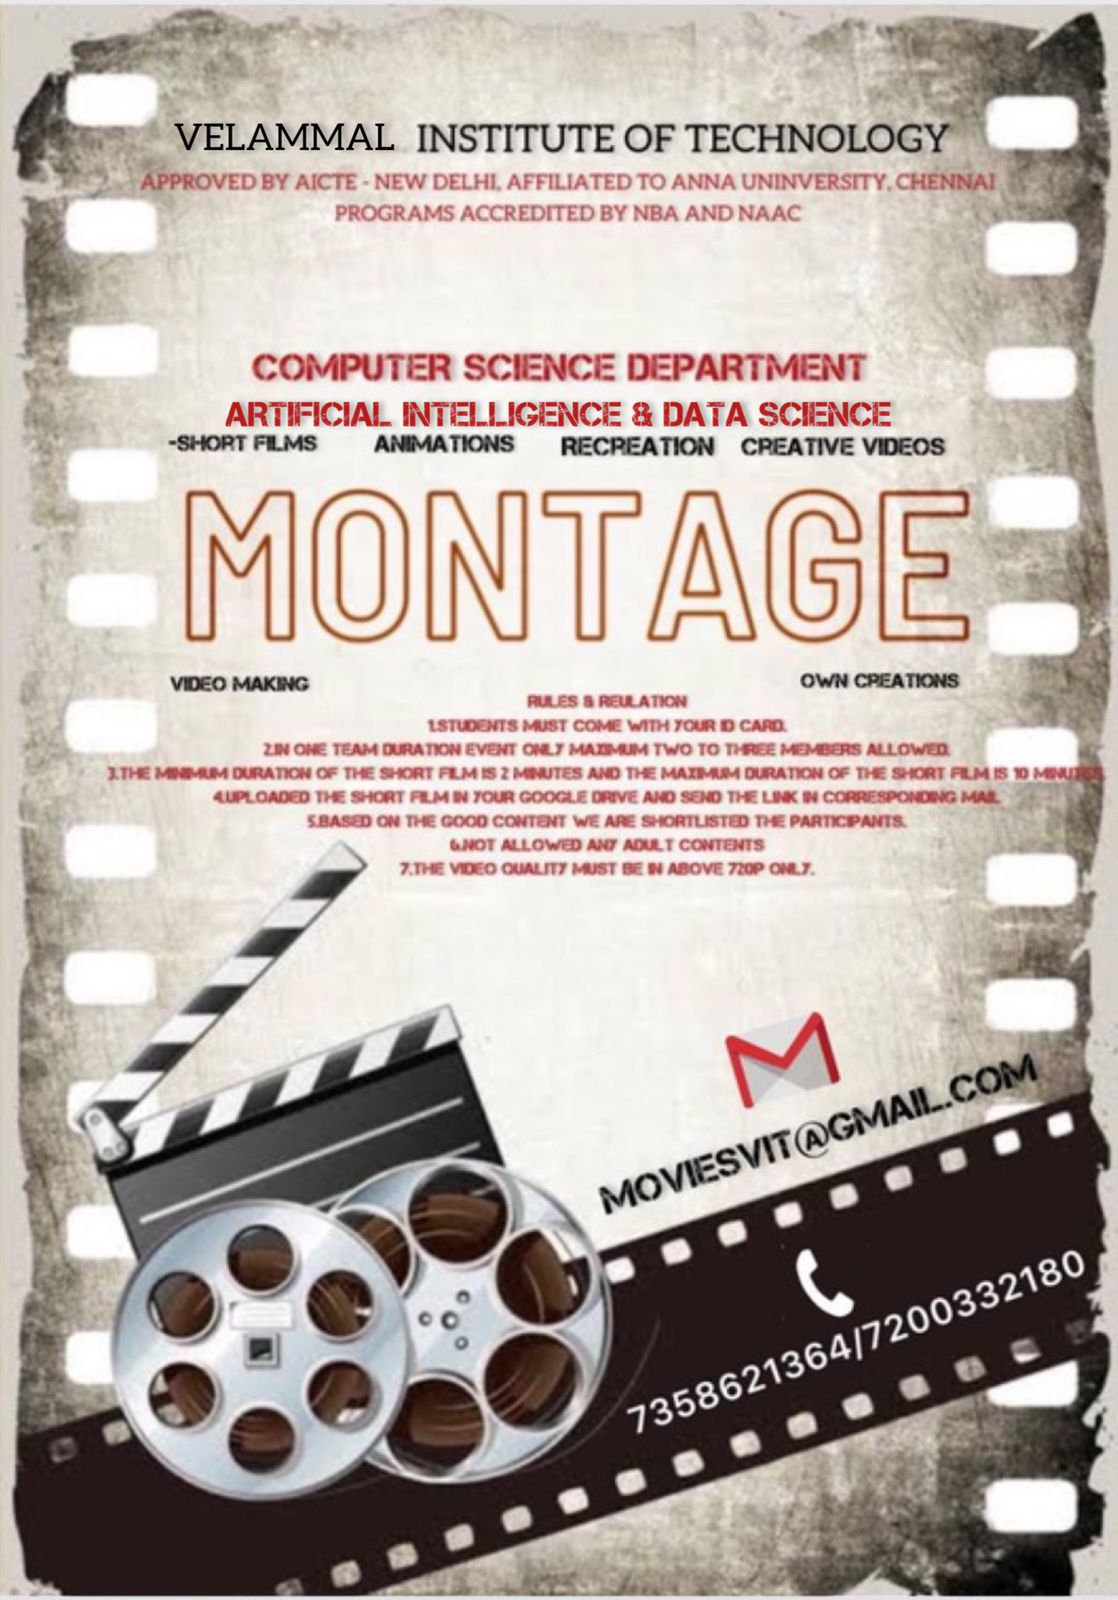 VELAMMAL INSTITUTE OF TECHNOLOGY
APPROVED BY AICTE - NEW DELHI, AFFILIATED TO ANNA UNINVERSITY, CHENNAI
PROGRAMS ACCREDITED BY NBA AND NAAC
COMPUTER SCIENCE DEPARTMENT
ARTIFICIAL INTELLIGENCE & DATA SCIENCE
-SHORT FILMS ANIMATIONS RECREATION CREATIVE VIDEOS
MONTAGE
VIDEO MAKING OWN CREATIONS
RULES & REULATION
1.STUDENTS MUST COME WITH YOUR ID CARD.
2.IN ONE TEAM DURATION EVENT ONLY MAXIMUM TWO TO THREE MEMBERS ALLOWED.
3.THE MINIMUM DURATION OF THE SHORT FILM IS 2 MINUTES AND THE MAXIMUM DURATION OF THE SHORT FILM IS 10 MINUTES.
4.UPLOADED THE SHORT FILM IN YOUR GOOGLE DRIVE AND SEND THE LINK IN CORRESPONDING MAIL
5.BASED ON THE GOOD CONTENT WE ARE SHORTLISTED THE PARTICIPANTS.
6.NOT ALLOWED ANY ADULT CONTENTS
7.THE VIDEO QUALITY MUST BE IN ABOVE 720P ONLY.
MOVIESVIT@GMAIL.COM
7358621364/7200332180